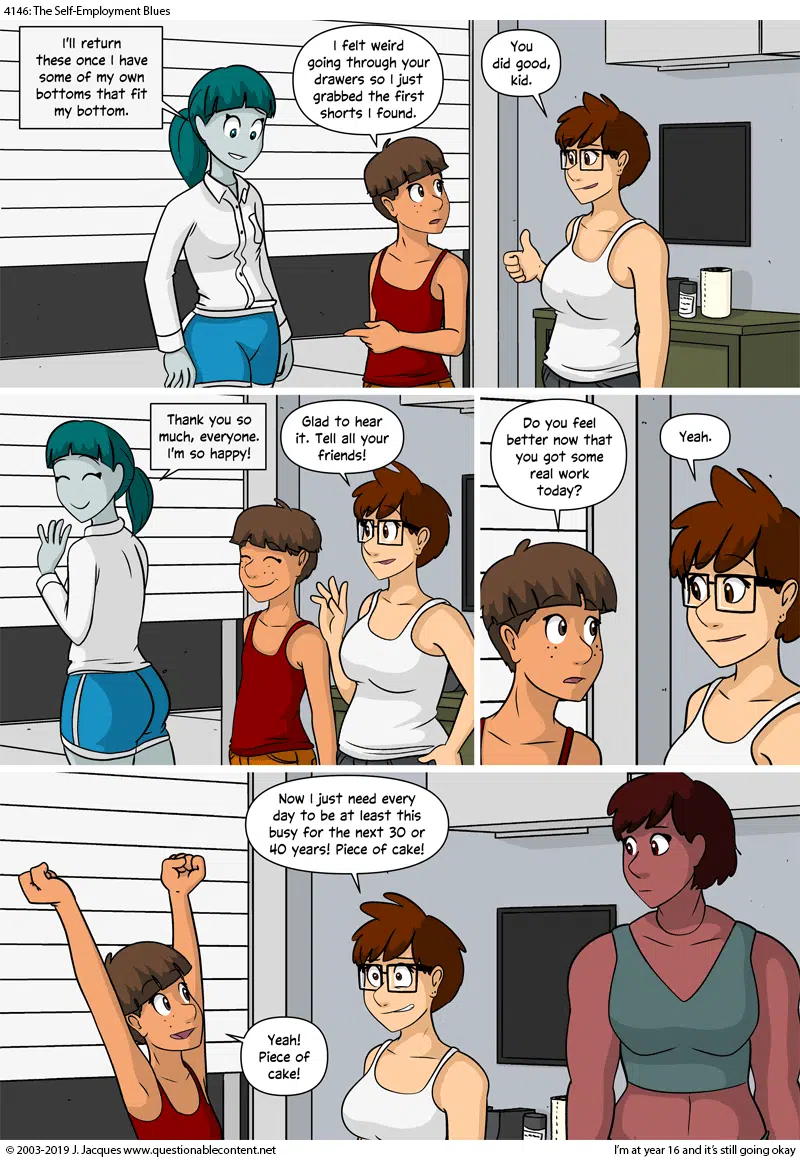 4146: The Self-Employment Blues
I'll return
these once I have
some of my own
bottoms that fit
my bottom.
I felt weird
going through your
drawers so I just
grabbed the first
shorts I found.
You
did good,
kid.
Thank you so
much, everyone.
I'm so happy!
Glad to hear
it. Tell all your
friends!
Do you feel
better now that
you got some
real work
today?
Yeah.
Now I just need every
day to be at least this
busy for the next 30 or
40 years! Piece of cake!
Yeah!
Piece of
cake!
© 2003-2019 J. Jacques www.questionablecontent.net
I'm at year 16 and it's still going okay